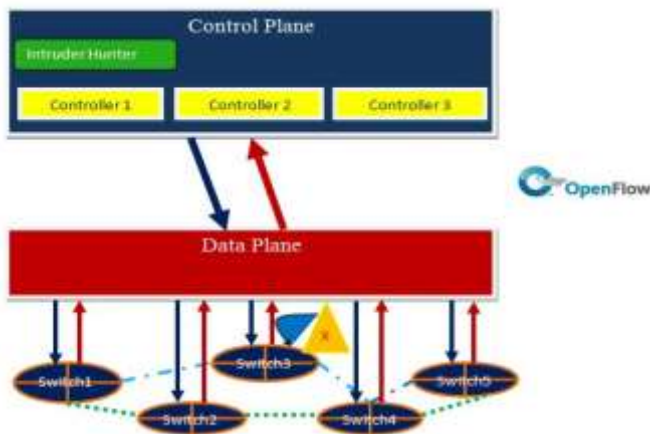 Control Plane
Intruder Hunter
Controller 1
Controller 2
Controller 3
OpenFlow
Data Plane
X
Switch3
Switch1
Switch5
Switch2
Switch4